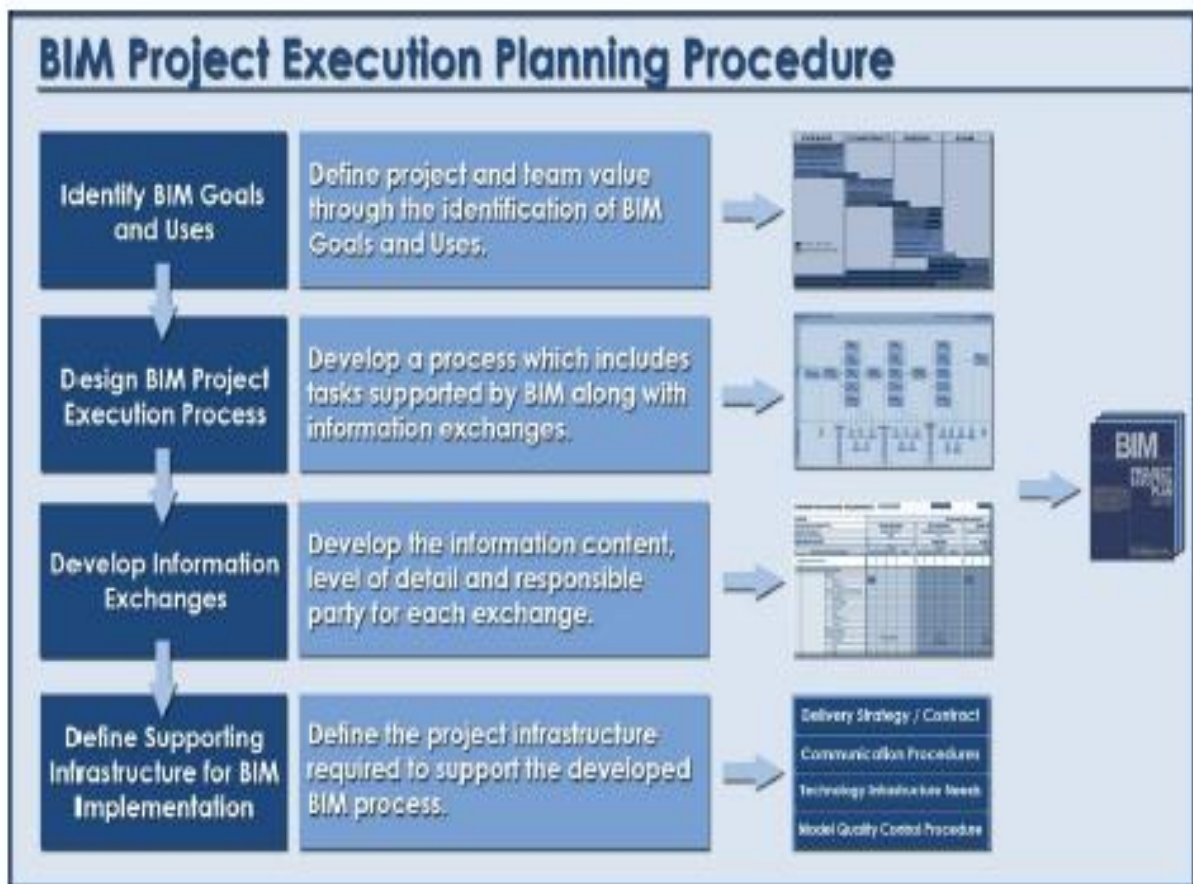 BIM Project Execution Planning Procedure
Identify BIM Goals
and Uses
Define project and team value
through the identification of BIM
Goals and Uses.
Design BIM Project
Execution Process
Develop a process which includes
tasks supported by BIM along with
information exchanges.
Develop Information
Exchanges
Develop the information content,
level of detail and responsible
party for each exchange.
Define Supporting
Infrastructure for BIM
Implementation
Define the project infrastructure
required to support the developed
BIM process.
Delivery Strategy / Contract
Communication Procedures
Technology Infrastructure Needs
Model Quality Control Procedure
BIM
PROJECT
PLAN